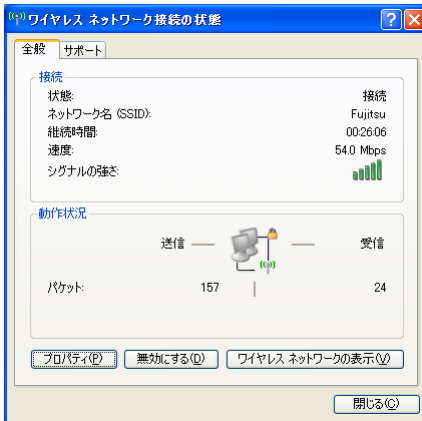 ワイヤレス ネットワーク接続の状態
全般 サポート
接続
状態: 接続
ネットワーク名 (SSID): Fujitsu
継続時間: 00:26:06
速度: 54.0 Mbps
シグナルの強さ:
動作状況
送信 受信
パケット: 157 24
プロパティ(P) 無効にする(D) ワイヤレス ネットワークの表示(V)
閉じる(C)